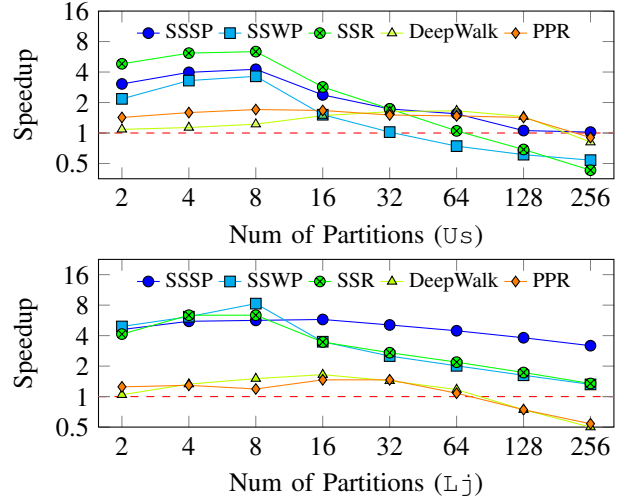 SSSP SSWP SSR DeepWalk PPR
16
8
4
2
1
0.5
Speedup
2 4 8 16 32 64 128 256
Num of Partitions (Us)
SSSP SSWP SSR DeepWalk PPR
16
8
4
2
1
0.5
Speedup
2 4 8 16 32 64 128 256
Num of Partitions (Lj)